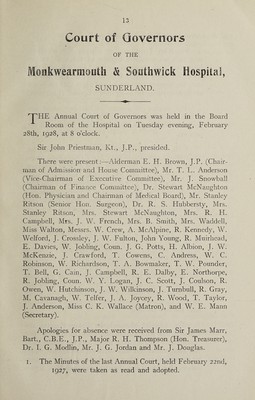 13
Court of Governors
OF THE
Monkwearmouth & Southwick Hospital,
SUNDERLAND.
THE Annual Court of Governors was held in the Board
Room of the Hospital on Tuesday evening, February
28th, 1928, at 8 o'clock.
Sir John Priestman, Kt., J.P., presided.
There were present:—Alderman E. H. Brown, J.P. (Chair-
man of Admission and House Committee), Mr. T. L. Anderson
(Vice-Chairman of Executive Committee), Mr. J. Snowball
(Chairman of Finance Committee), Dr. Stewart McNaughton
(Hon. Physician and Chairman of Medical Board), Mr. Stanley
Ritson (Senior Hon. Surgeon), Dr. R. S. Hubbersty, Mrs.
Stanley Ritson, Mrs. Stewart McNaughton, Mrs. R. H.
Campbell, Mrs. J. W. French, Mrs. B. Smith, Mrs. Waddell,
Miss Walton, Messrs. W. Crew, A. McAlpine, R. Kennedy, W.
Welford, J. Crossley, J. W. Fulton, John Young, R. Muirhead,
E. Davies, W. Jobling, Coun. J. G. Potts, H. Albion, J. W.
McKenzie, J. Crawford, T. Cowens, C. Andress, W. C.
Robinson, W. Richardson, T. A. Bowmaker, T. W. Pounder,
T. Bell, G. Cain, J. Campbell, R. E. Dalby, E. Northorpe,
R. Jobling, Coun. W. Y. Logan, J. C. Scott, J. Coulson, R.
Owen, W. Hutchinson, J. W. Wilkinson, J. Turnbull, R. Gray,
M. Cavanagh, W. Telfer, J. A. Joycey, R. Wood, T. Taylor,
J. Anderson, Miss C. K. Wallace (Matron), and W. E. Mann
(Secretary).
Apologies for absence were received from Sir James Marr,
Bart., C.B.E., J.P., Major R. H. Thompson (Hon. Treasurer),
Dr. I. G. Modlin, Mr. J. G. Jordan and Mr. J. Douglas.
1. The Minutes of the last Annual Court, held February 22nd,
1927, were taken as read and adopted.